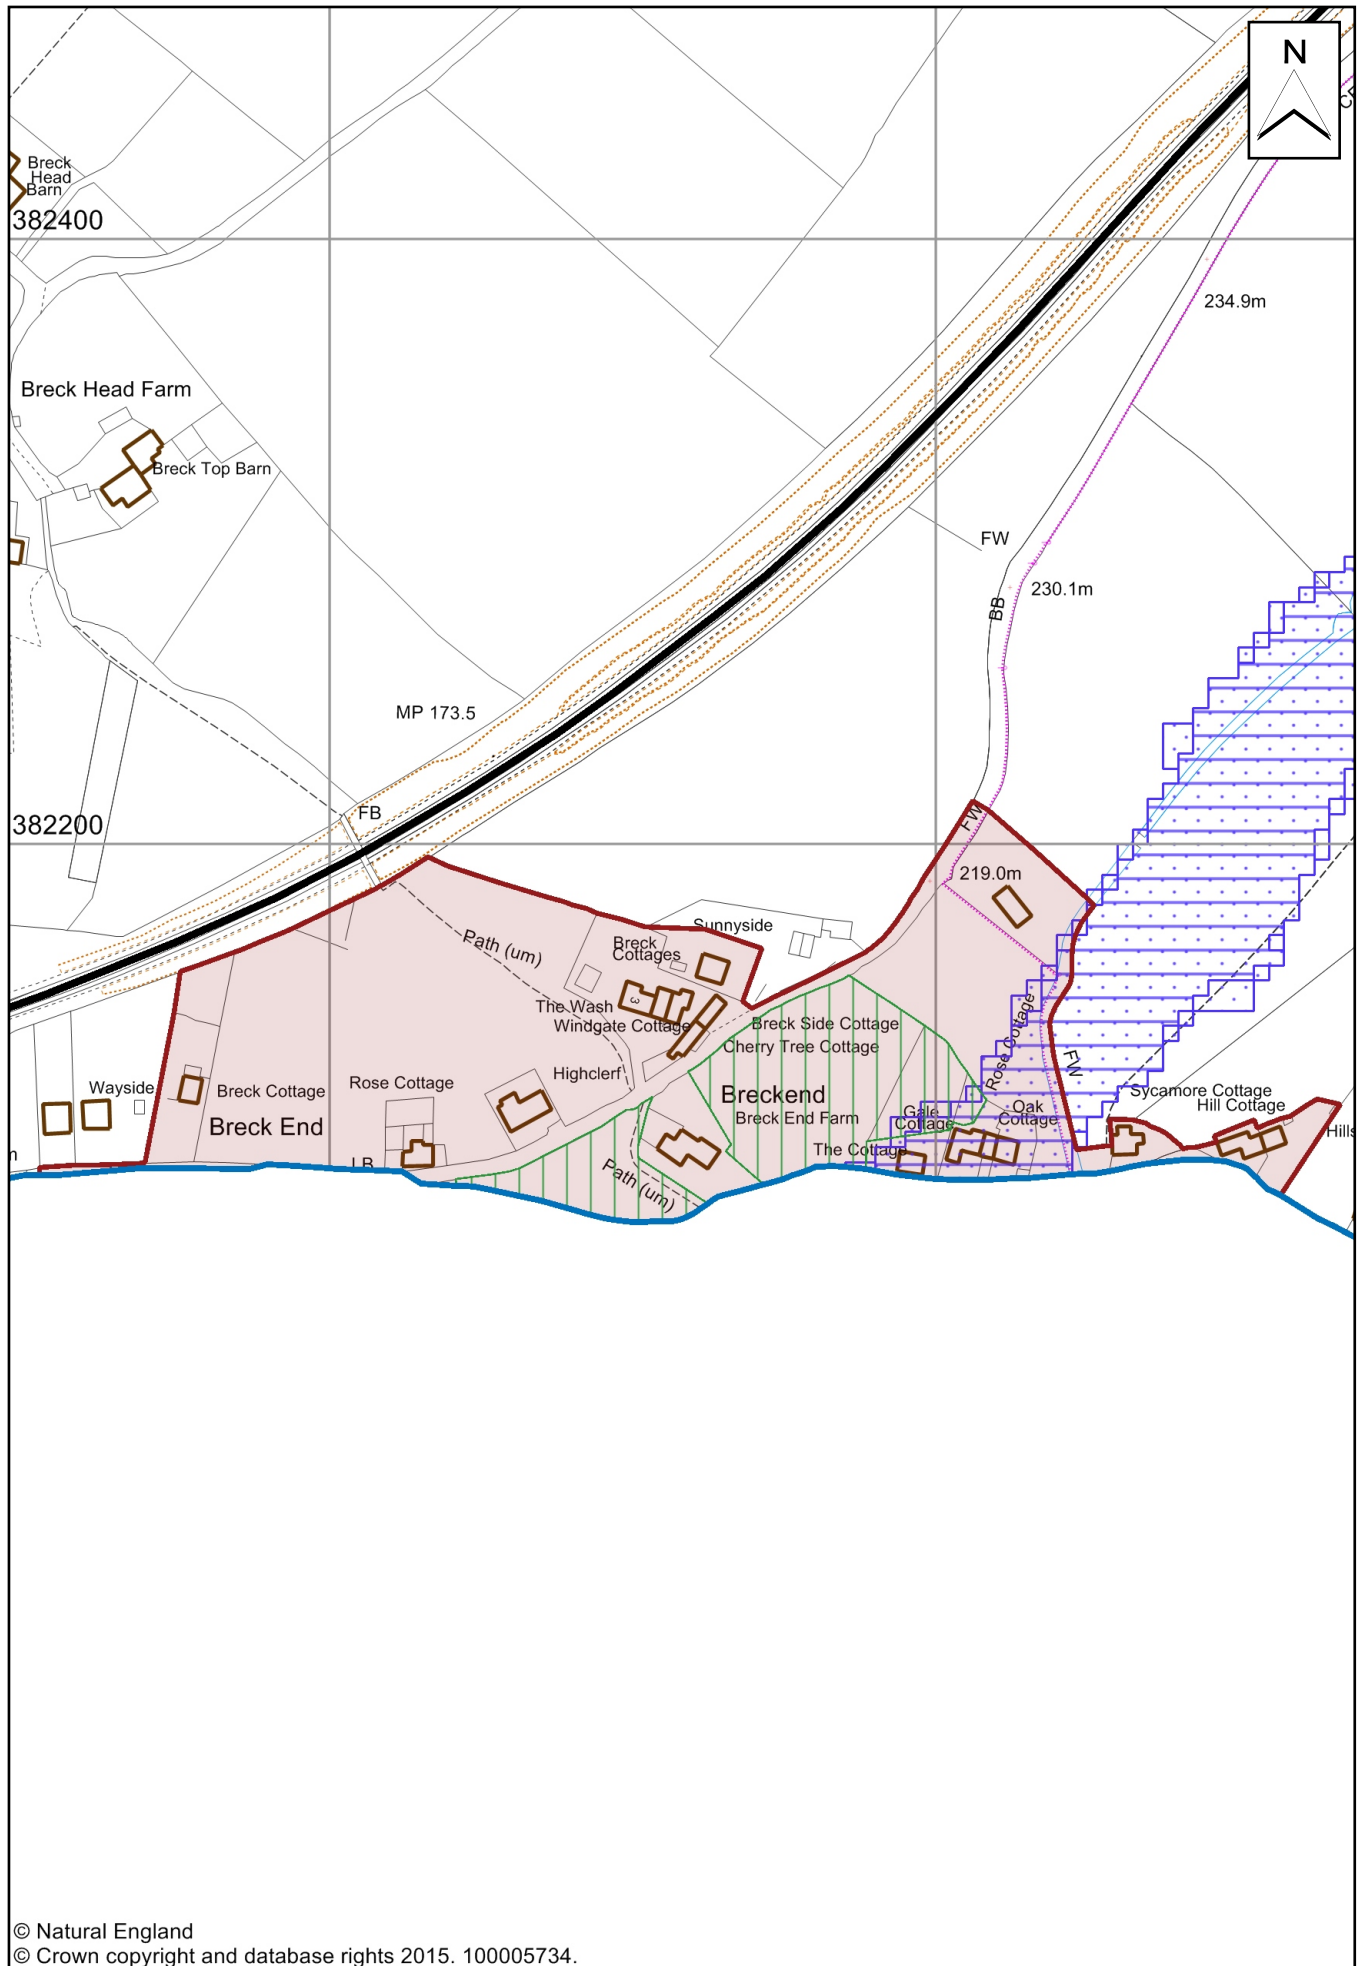 N
Breck
Head
Barn
382400
234.9m
Breck Head Farm
Breck Top Barn
FW
230.1m
BB
MP 173.5
FB
382200
FW
219.0m
Sunnyside
Path (um)
Breck
Cottages
3
The Wash
Windgate Cottage
Breck Side Cottage
Cherry Tree Cottage
Rose Cottage
FW
Highclerf
Wayside
Breck Cottage
Rose Cottage
Breckend
Breck End Farm
Gale
Cottage
Oak
Cottage
Sycamore Cottage
Hill Cottage
Breck End
Hills
The Cottage
m
LB
Path (um)
© Natural England
© Crown copyright and database rights 2015. 100005734.